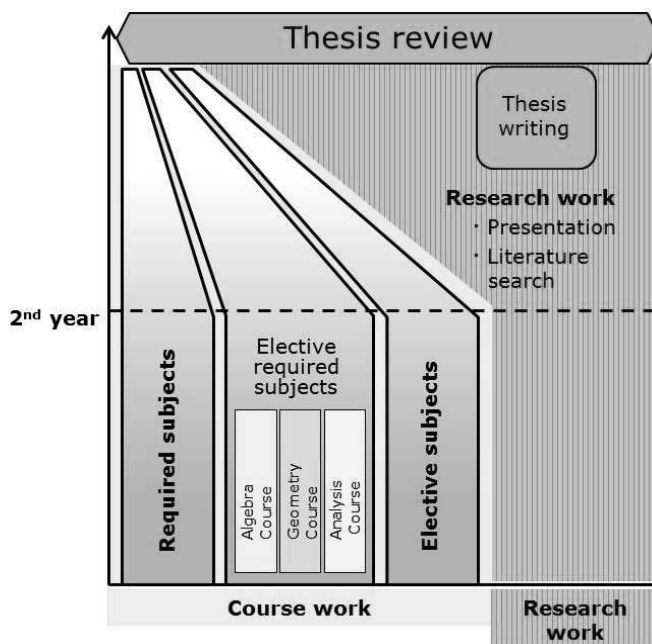 Thesis review
Thesis
writing
Research work
· Presentation
· Literature
search
2nd year
Required subjects
Elective
required
subjects
Algebra
Course
Geometry
Course
Analysis
Course
Elective subjects
Course work
Research
work